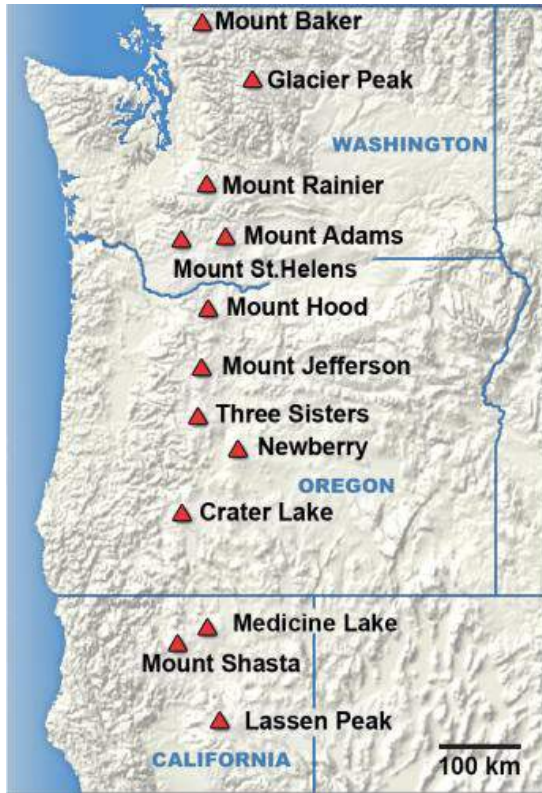 Mount Baker
Glacier Peak
WASHINGTON
Mount Rainier
Mount Adams
Mount St.Helens
Mount Hood
Mount Jefferson
Three Sisters
Newberry
OREGON
Crater Lake
Medicine Lake
Mount Shasta
Lassen Peak
CALIFORNIA
100 km